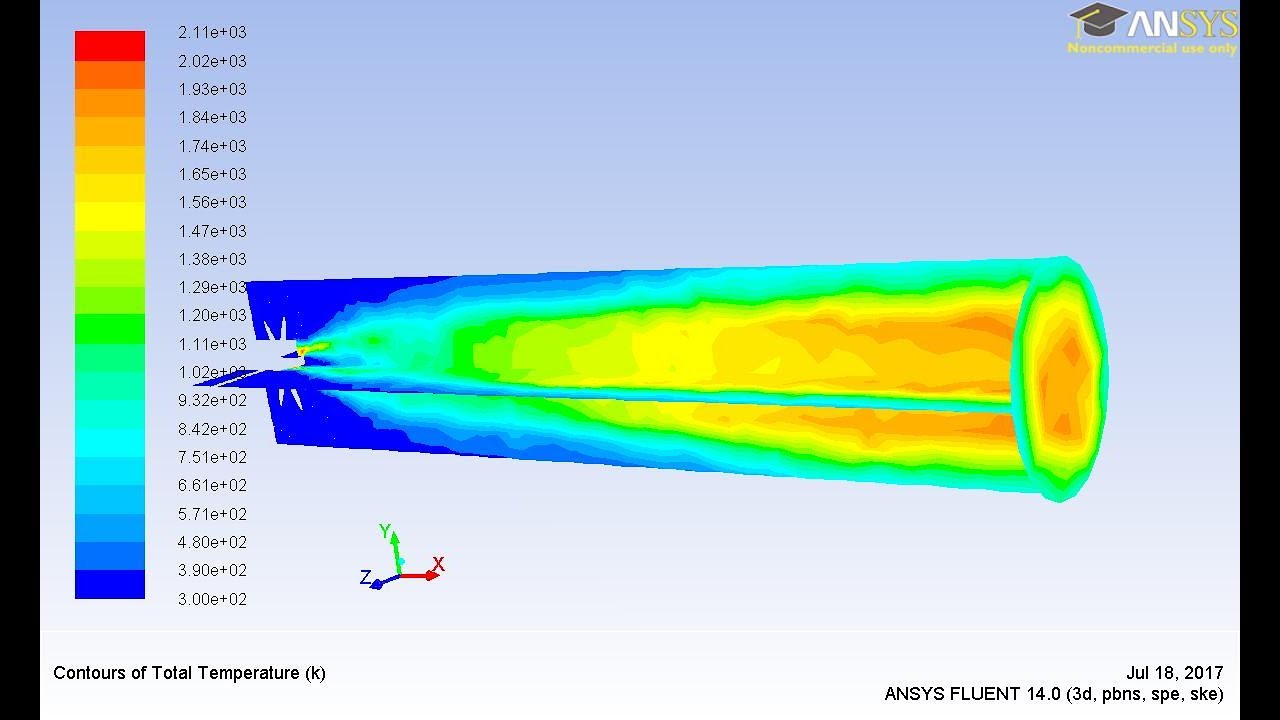 ANSYS
Noncommercial use only
2.11e+03
2.02e+03
1.93e+03
1.84e+03
1.74e+03
1.65e+03
1.56e+03
1.47e+03
1.38e+03
1.29e+03
1.20e+03
1.11e+03
1.02e+03
9.32e+02
8.42e+02
7.51e+02
6.61e+02
5.71e+02
4.80e+02
3.90e+02
3.00e+02
Y
X
Z
Contours of Total Temperature (k)
Jul 18, 2017
ANSYS FLUENT 14.0 (3d, pbns, spe, ske)